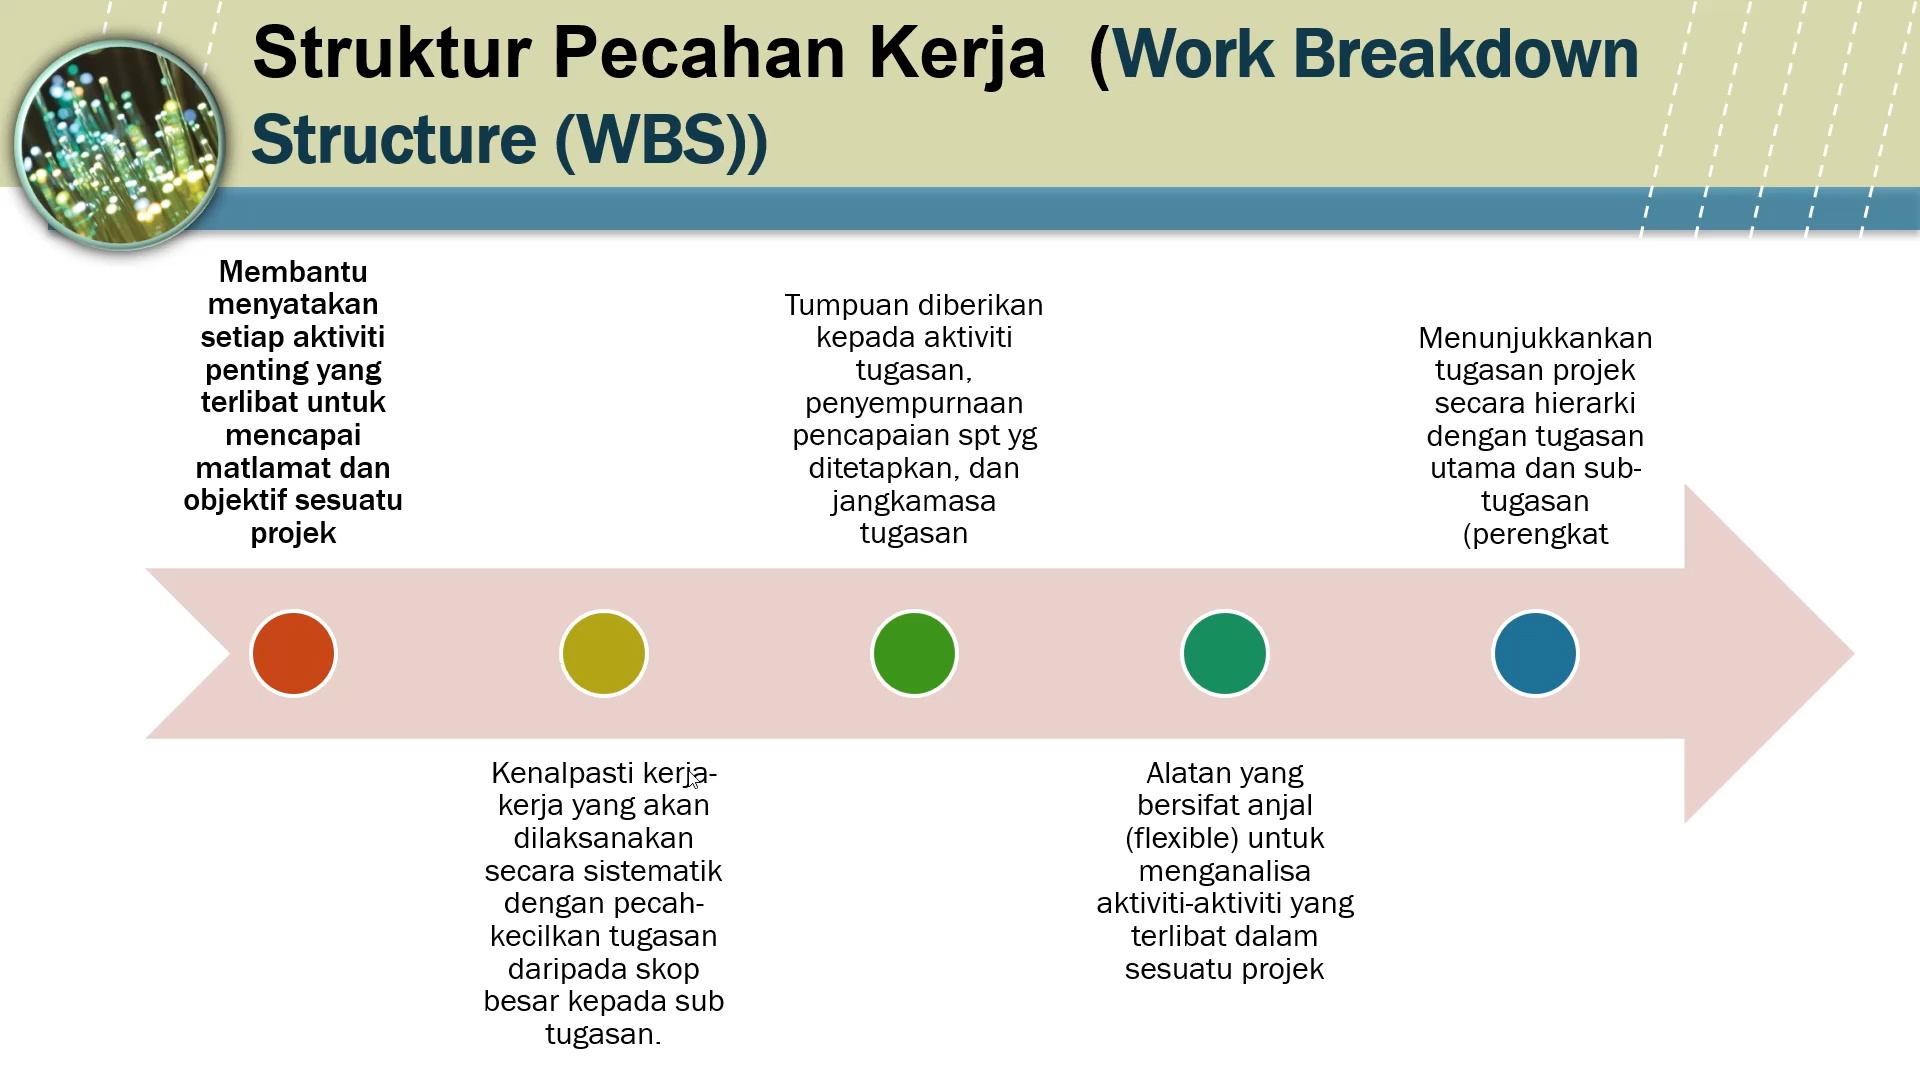 Struktur Pecahan Kerja (Work Breakdown
Structure (WBS))
Membantu
menyatakan
setiap aktiviti
penting yang
terlibat untuk
mencapai
matlamat dan
objektif sesuatu
projek
Kenalpasti kerja-
kerja yang akan
dilaksanakan
secara sistematik
dengan pecah-
kecilkan tugasan
daripada skop
besar kepada sub
tugasan.
Tumpuan diberikan
kepada aktiviti
tugasan,
penyempurnaan
pencapaian spt yg
ditetapkan, dan
jangkamasa
tugasan
Alatan yang
bersifat anjal
(flexible) untuk
menganalisa
aktiviti-aktiviti yang
terlibat dalam
sesuatu projek
Menunjukkankan
tugasan projek
secara hierarki
dengan tugasan
utama dan sub-
tugasan
(perengkat